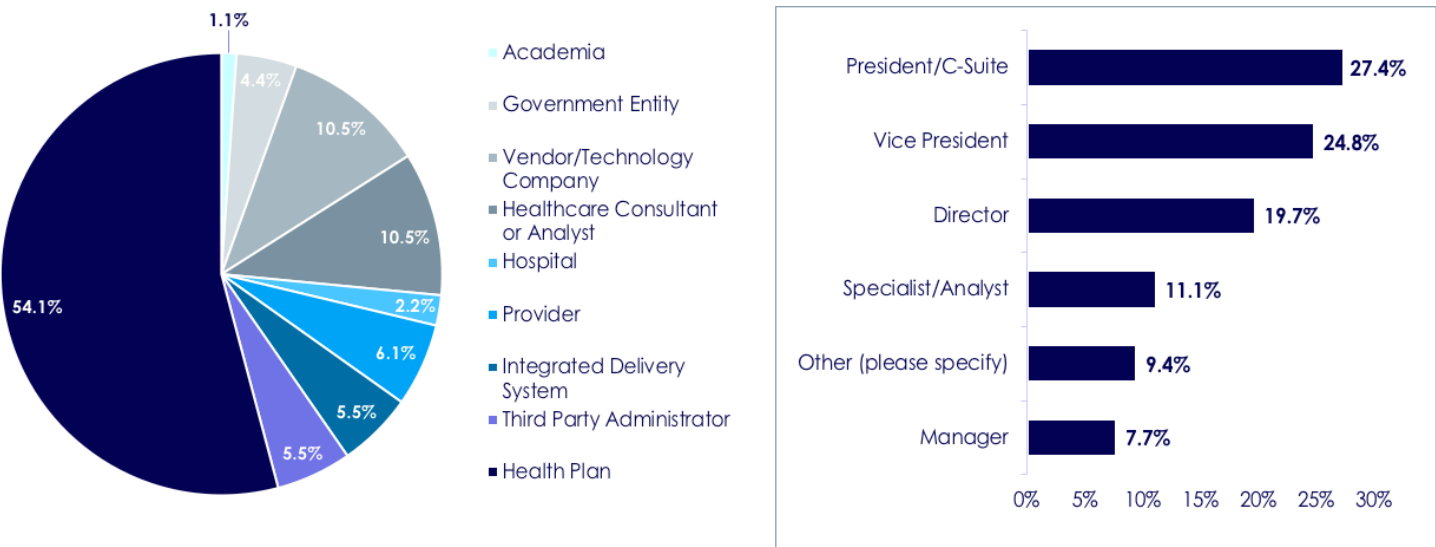 1.1%
4.4%
10.5%
10.5%
2.2%
6.1%
5.5%
5.5%
54.1%
Academia
Government Entity
Vendor/Technology
Company
Healthcare Consultant
or Analyst
Hospital
Provider
Integrated Delivery
System
Third Party Administrator
Health Plan
President/C-Suite 27.4%
Vice President 24.8%
Director 19.7%
Specialist/Analyst 11.1%
Other (please specify) 9.4%
Manager 7.7%
0% 5% 10% 15% 20% 25% 30%